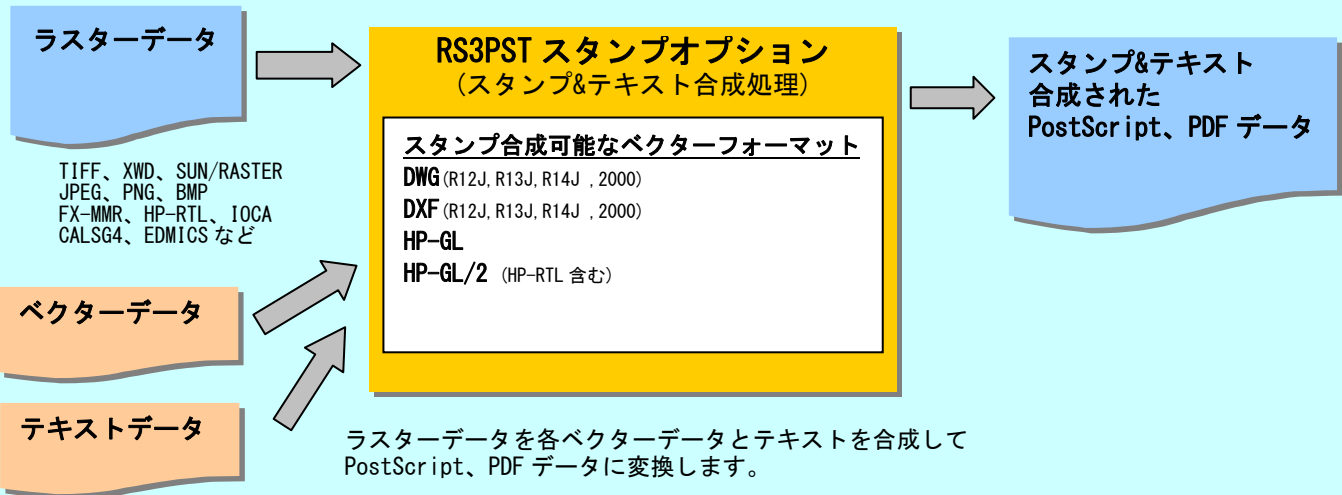 ラスターデータ
TIFF、XWD、SUN/RASTER
JPEG、PNG、BMP
FX-MMR、HP-RTL、IOCA
CALSG4、EDMICS など
ベクターデータ
テキストデータ
RS3PST スタンプオプション
(スタンプ&テキスト合成処理)
スタンプ合成可能なベクターフォーマット
DWG(R12J,R13J,R14J ,2000)
DXF(R12J,R13J,R14J ,2000)
HP-GL
HP-GL/2 (HP-RTL 含む)
スタンプ&テキスト
合成された
PostScript、PDF データ
ラスターデータを各ベクターデータとテキストを合成して
PostScript、PDF データに変換します。